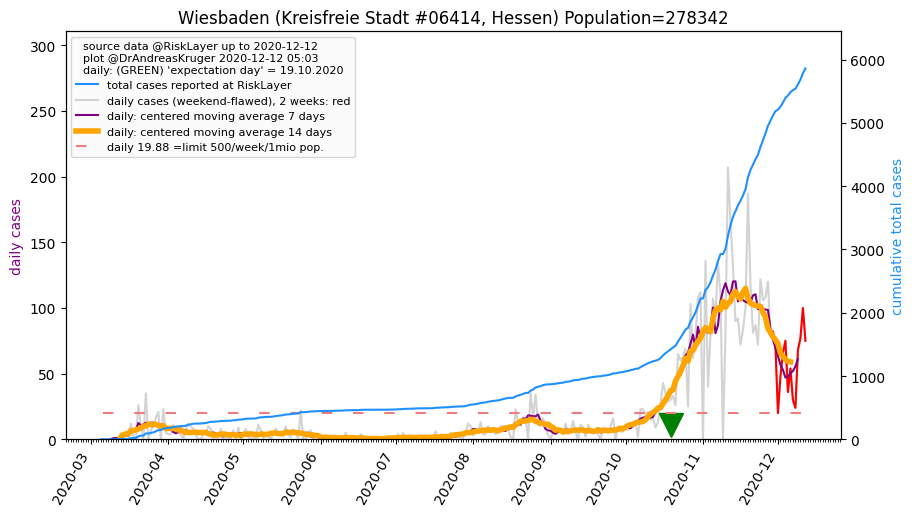 Wiesbaden (Kreisfreie Stadt #06414, Hessen) Population=278342
source data @RiskLayer up to 2020-12-12
plot @DrAndreasKruger 2020-12-12 05:03
daily: (GREEN) 'expectation day' = 19.10.2020
total cases reported at RiskLayer
daily cases (weekend-flawed), 2 weeks: red
daily: centered moving average 7 days
daily: centered moving average 14 days
daily 19.88 =limit 500/week/1mio pop.
daily cases
300
250
200
150
100
50
0
cumulative total cases
6000
5000
4000
3000
2000
1000
0
2020-03
2020-04
2020-05
2020-06
2020-07
2020-08
2020-09
2020-10
2020-11
2020-12